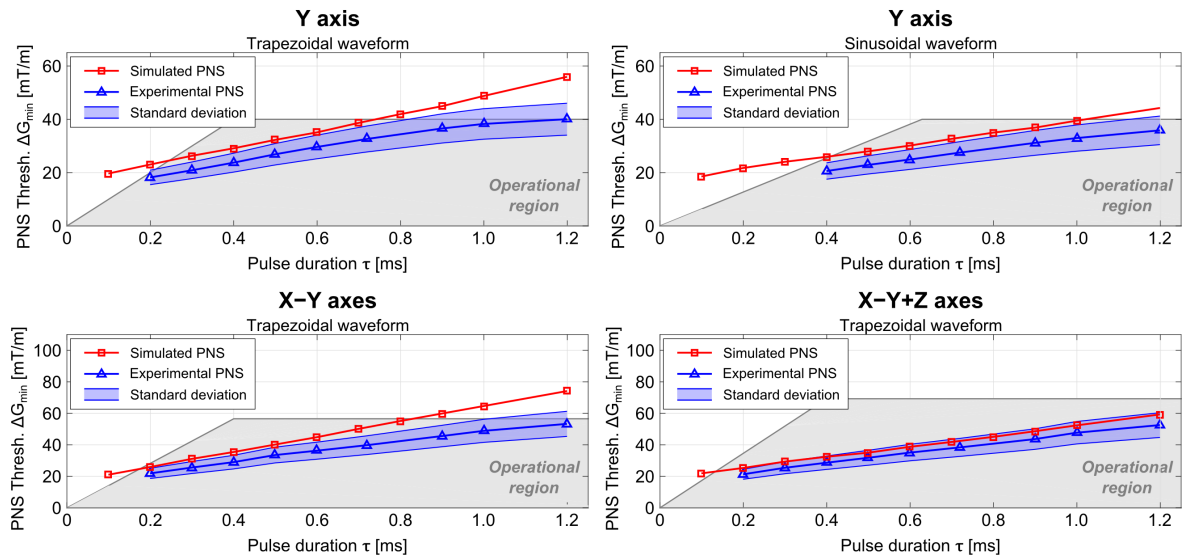 Y axis
Trapezoidal waveform
PNS Thresh. ΔGmin [mT/m]
60
40
20
0
Simulated PNS
Experimental PNS
Standard deviation
Operational
region
0 0.2 0.4 0.6 0.8 1.0 1.2
Pulse duration τ [ms]
Y axis
Sinusoidal waveform
PNS Thresh. ΔGmin [mT/m]
60
40
20
0
Simulated PNS
Experimental PNS
Standard deviation
Operational
region
0 0.2 0.4 0.6 0.8 1.0 1.2
Pulse duration τ [ms]
X−Y axes
Trapezoidal waveform
PNS Thresh. ΔGmin [mT/m]
100
80
60
40
20
0
Simulated PNS
Experimental PNS
Standard deviation
Operational
region
0 0.2 0.4 0.6 0.8 1.0 1.2
Pulse duration τ [ms]
X−Y+Z axes
Trapezoidal waveform
PNS Thresh. ΔGmin [mT/m]
100
80
60
40
20
0
Simulated PNS
Experimental PNS
Standard deviation
Operational
region
0 0.2 0.4 0.6 0.8 1.0 1.2
Pulse duration τ [ms]